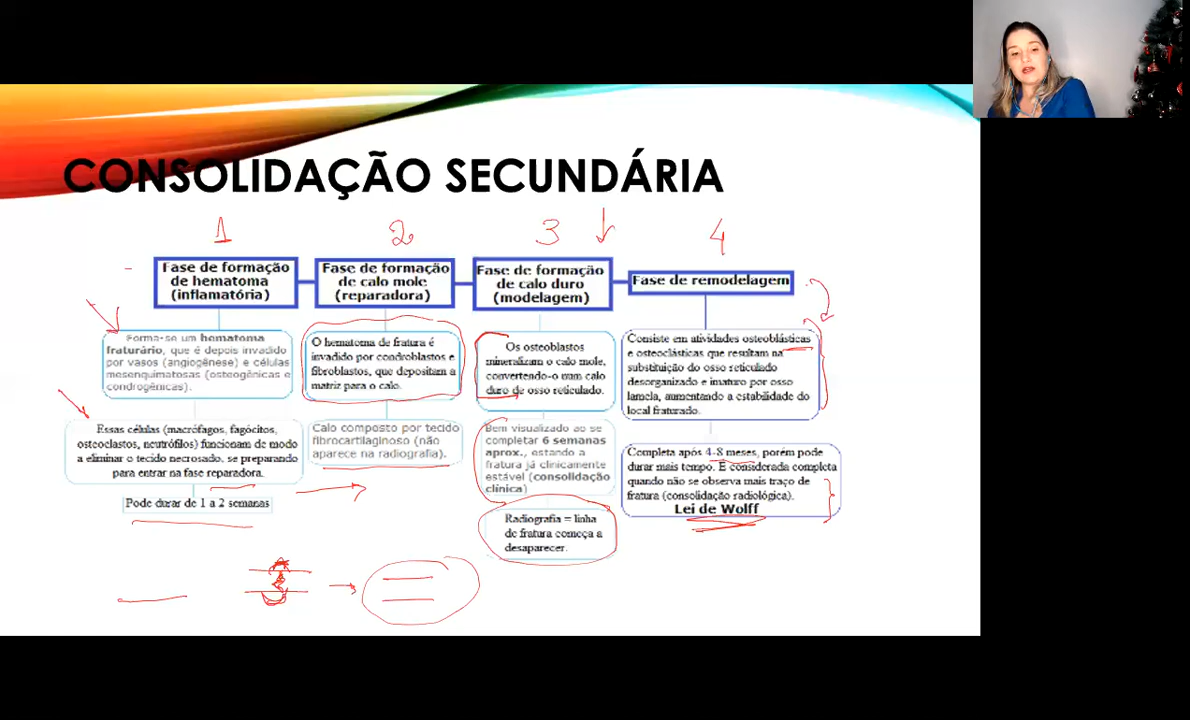 CONSOLIDAÇÃO SECUNDÁRIA
1
2
3
4
Fase de formação
de hematoma
(inflamatória)
Forma-se um hematoma
fraturário, que é depois invadido
por vasos (angiogênese) e células
mesenquimatosas (osteogênicas e
condrogênicas).
Essas células (macrófagos, fagócitos,
osteoclastos, neutrófilos) funcionam de modo
a eliminar o tecido necrosado, se preparando
para entrar na fase reparadora.
Pode durar de 1 a 2 semanas
Fase de formação
de calo mole
(reparadora)
O hematoma de fratura é
invadido por condroblastos e
fibroblastos, que depositam a
matriz para o calo.
Calo composto por tecido
fibrocartilaginoso (não
aparece na radiografia).
Fase de formação
de calo duro
(modelagem)
Os osteoblastos
mineralizam o calo mole,
convertendo-o num calo
duro de osso reticulado.
Bem visualizado ao se
completar 6 semanas
aprox., estando a
fratura já clinicamente
estável (consolidação
clínica)
Radiografia = linha
de fratura começa a
desaparecer.
Fase de remodelagem
Consiste em atividades osteoblásticas
e osteoclásticas que resultam na
substituição do osso reticulado
desorganizado e imaturo por osso
lamela, aumentando a estabilidade do
local fraturado.
Completa após 4-8 meses, porém pode
durar mais tempo. É considerada completa
quando não se observa mais traço de
fratura (consolidação radiológica).
Lei de Wolff